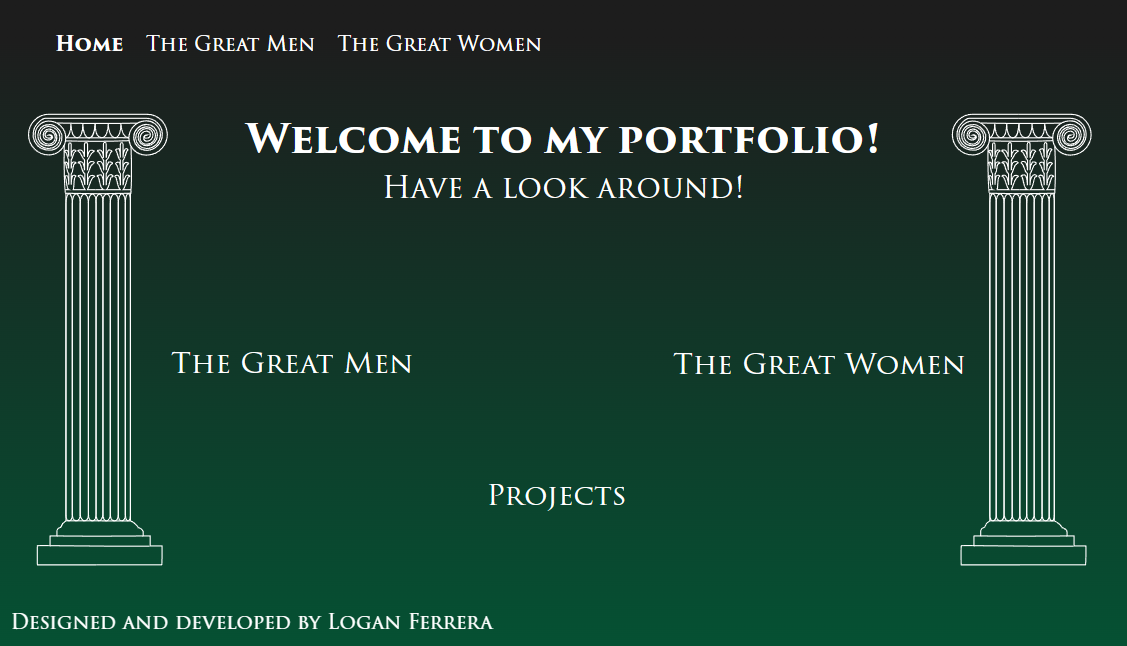 Home The Great Men The Great Women
Welcome to my portfolio!
Have a look around!
The Great Men The Great Women
Projects
Designed and developed by Logan Ferrera